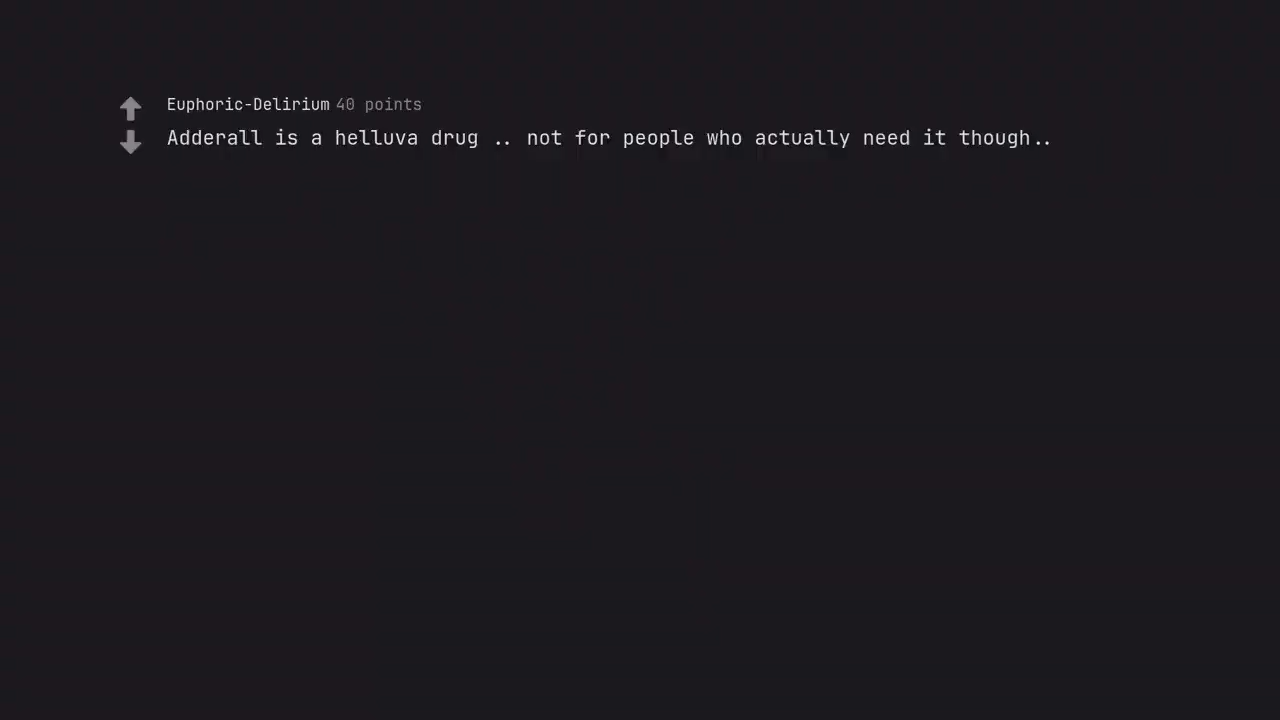 Euphoric-Delirium 40 points
Adderall is a helluva drug .. not for people who actually need it though..